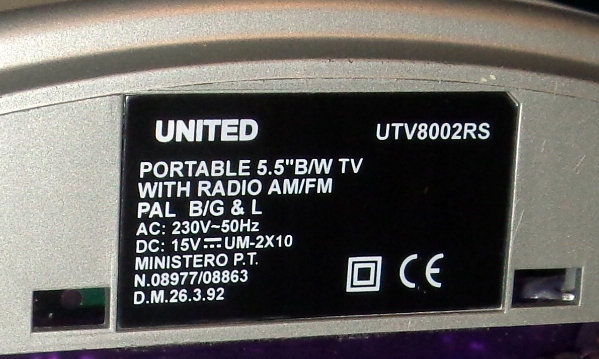 UNITED UTV8002RS
PORTABLE 5.5"B/W TV
WITH RADIO AM/FM
PAL B/G & L
AC: 230V~50Hz
DC: 15V⎓UM-2X10
MINISTERO P.T.
N.08977/08863
D.M.26.3.92
CE